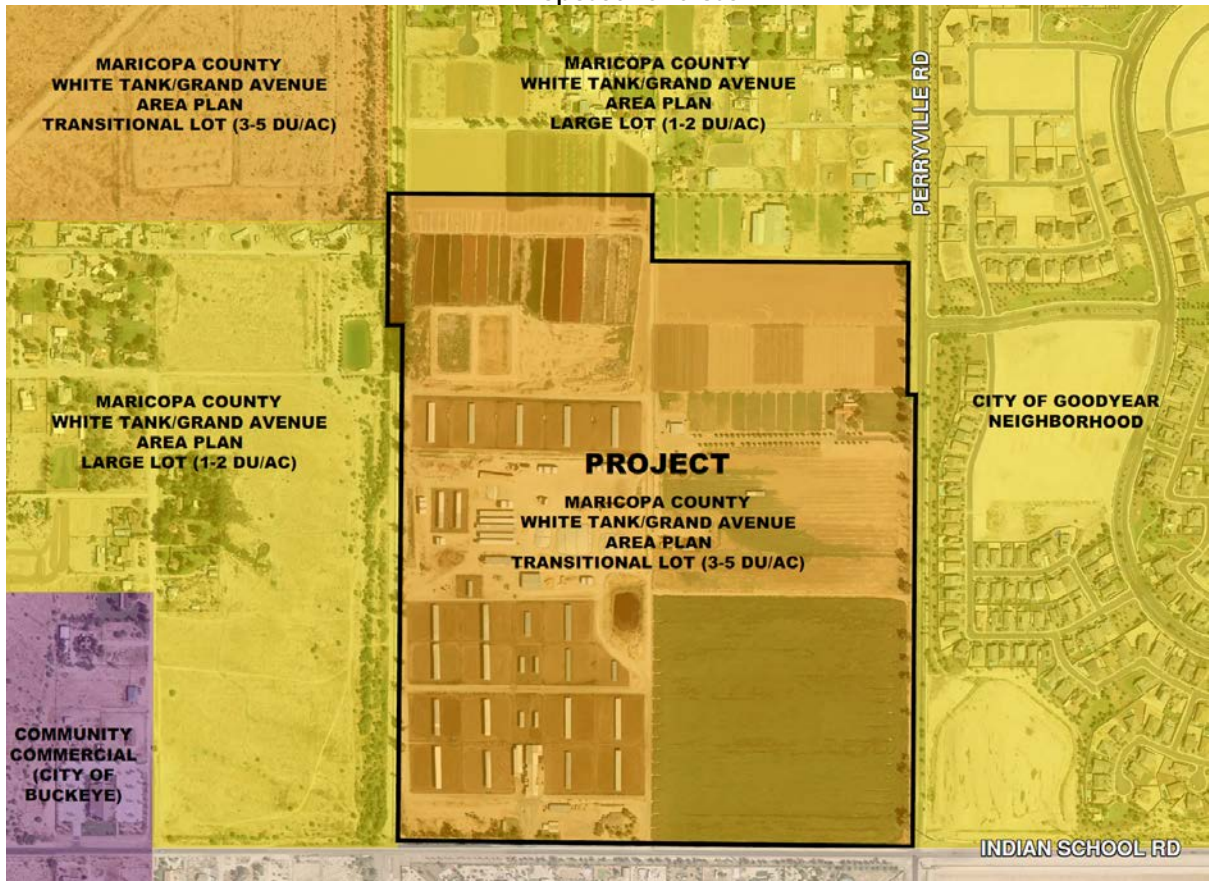 MARICOPA COUNTY
WHITE TANK/GRAND AVENUE
AREA PLAN
TRANSITIONAL LOT (3-5 DU/AC)
MARICOPA COUNTY
WHITE TANK/GRAND AVENUE
AREA PLAN
LARGE LOT (1-2 DU/AC)
PERRYVILLE RD
MARICOPA COUNTY
WHITE TANK/GRAND AVENUE
AREA PLAN
LARGE LOT (1-2 DU/AC)
CITY OF GOODYEAR
NEIGHBORHOOD
PROJECT
MARICOPA COUNTY
WHITE TANK/GRAND AVENUE
AREA PLAN
TRANSITIONAL LOT (3-5 DU/AC)
COMMUNITY
COMMERCIAL
(CITY OF
BUCKEYE)
INDIAN SCHOOL RD